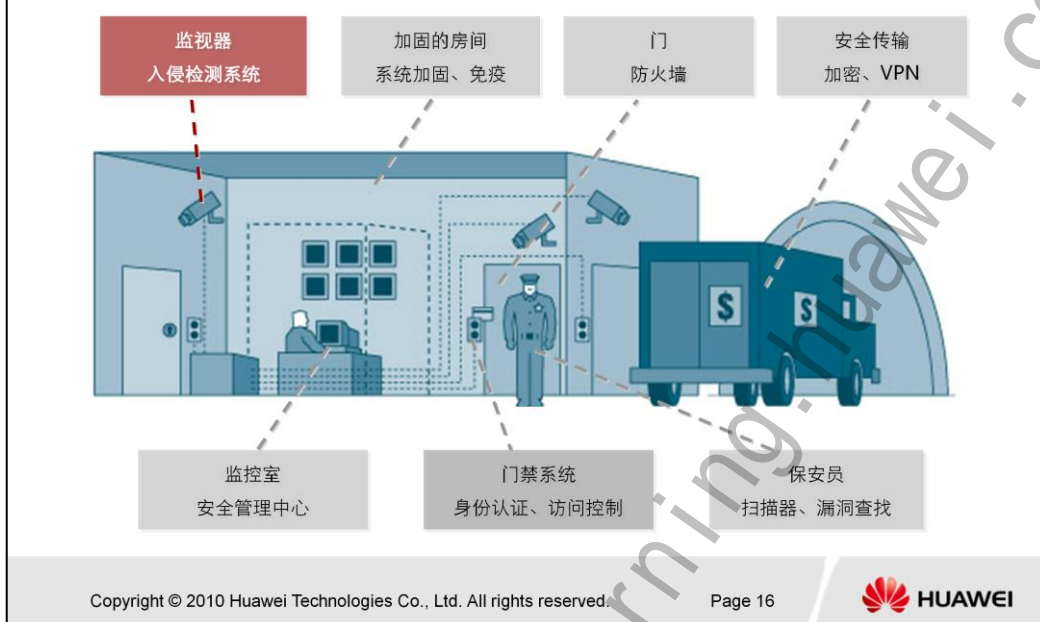 监视器
入侵检测系统
加固的房间
系统加固、免疫
门
防火墙
安全传输
加密、VPN
$
$
监控室
安全管理中心
门禁系统
身份认证、访问控制
保安员
扫描器、漏洞查找
rning.huawei.c
Copyright © 2010 Huawei Technologies Co., Ltd. All rights reserved.
Page 16
HUAWEI